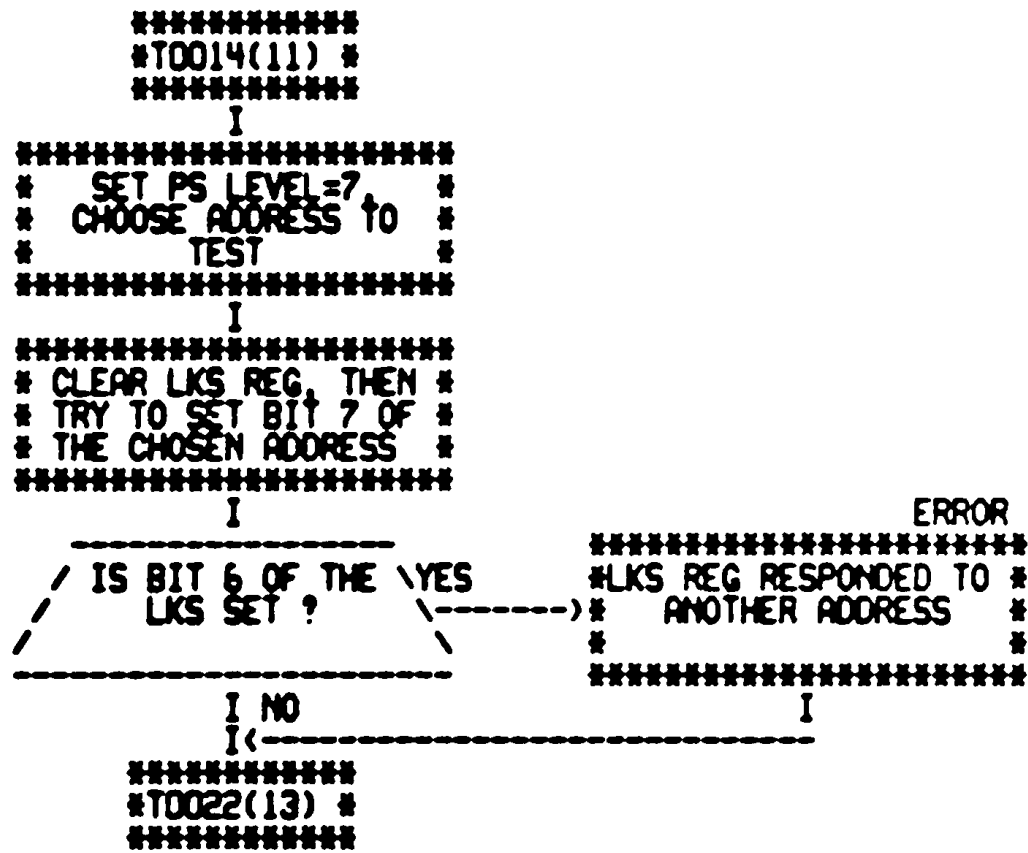 *TOO14(11) *
SET PS LEVEL=7,
CHOOSE ADDRESS TO
TEST
CLEAR LKS REG, THEN
TRY TO SET BIT 7 OF
THE CHOSEN ADDRESS
ERROR
IS BIT 6 OF THE
LKS SET ?
YES
LKS REG RESPONDED TO
ANOTHER ADDRESS
NO
*TOO22(13) *